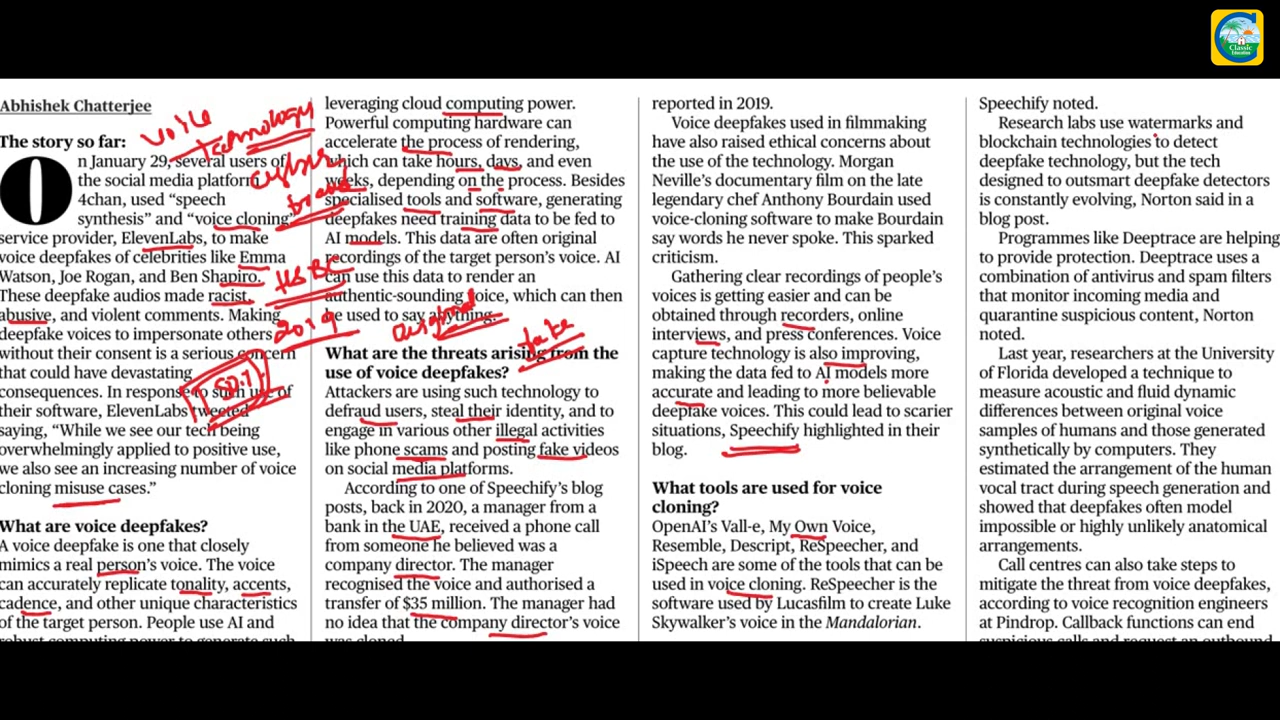 Classic
Education
Abhishek Chatterjee
The story so far:
On January 29, several users of
the social media platform
4chan, used “speech
synthesis” and “voice cloning”
service provider, ElevenLabs, to make
voice deepfakes of celebrities like Emma
Watson, Joe Rogan, and Ben Shapiro.
These deepfake audios made racist,
abusive, and violent comments. Making
deepfake voices to impersonate others
without their consent is a serious concern
that could have devastating
consequences. In response to such use of
their software, ElevenLabs tweeted
saying, “While we see our tech being
overwhelmingly applied to positive use,
we also see an increasing number of voice
cloning misuse cases.”
What are voice deepfakes?
A voice deepfake is one that closely
mimics a real person’s voice. The voice
can accurately replicate tonality, accents,
cadence, and other unique characteristics
of the target person. People use AI and
robust computing power to generate such
voice
technology
cyber
HSBC
2019
leveraging cloud computing power.
Powerful computing hardware can
accelerate the process of rendering,
which can take hours, days, and even
weeks, depending on the process. Besides
specialised tools and software, generating
deepfakes need training data to be fed to
AI models. This data are often original
recordings of the target person’s voice. AI
can use this data to render an
authentic-sounding voice, which can then
be used to say anything.
original
fake
What are the threats arising from the
use of voice deepfakes?
Attackers are using such technology to
defraud users, steal their identity, and to
engage in various other illegal activities
like phone scams and posting fake videos
on social media platforms.
According to one of Speechify’s blog
posts, back in 2020, a manager from a
bank in the UAE, received a phone call
from someone he believed was a
company director. The manager
recognised the voice and authorised a
transfer of $35 million. The manager had
no idea that the company director’s voice
was cloned
reported in 2019.
Voice deepfakes used in filmmaking
have also raised ethical concerns about
the use of the technology. Morgan
Neville’s documentary film on the late
legendary chef Anthony Bourdain used
voice-cloning software to make Bourdain
say words he never spoke. This sparked
criticism.
Gathering clear recordings of people’s
voices is getting easier and can be
obtained through recorders, online
interviews, and press conferences. Voice
capture technology is also improving,
making the data fed to AI models more
accurate and leading to more believable
deepfake voices. This could lead to scarier
situations, Speechify highlighted in their
blog.
What tools are used for voice
cloning?
OpenAI’s Vall-e, My Own Voice,
Resemble, Descript, ReSpeecher, and
iSpeech are some of the tools that can be
used in voice cloning. ReSpeecher is the
software used by Lucasfilm to create Luke
Skywalker’s voice in the Mandalorian.
Speechify noted.
Research labs use watermarks and
blockchain technologies to detect
deepfake technology, but the tech
designed to outsmart deepfake detectors
is constantly evolving, Norton said in a
blog post.
Programmes like Deeptrace are helping
to provide protection. Deeptrace uses a
combination of antivirus and spam filters
that monitor incoming media and
quarantine suspicious content, Norton
noted.
Last year, researchers at the University
of Florida developed a technique to
measure acoustic and fluid dynamic
differences between original voice
samples of humans and those generated
synthetically by computers. They
estimated the arrangement of the human
vocal tract during speech generation and
showed that deepfakes often model
impossible or highly unlikely anatomical
arrangements.
Call centres can also take steps to
mitigate the threat from voice deepfakes,
according to voice recognition engineers
at Pindrop. Callback functions can end
suspicious calls and request an outbound